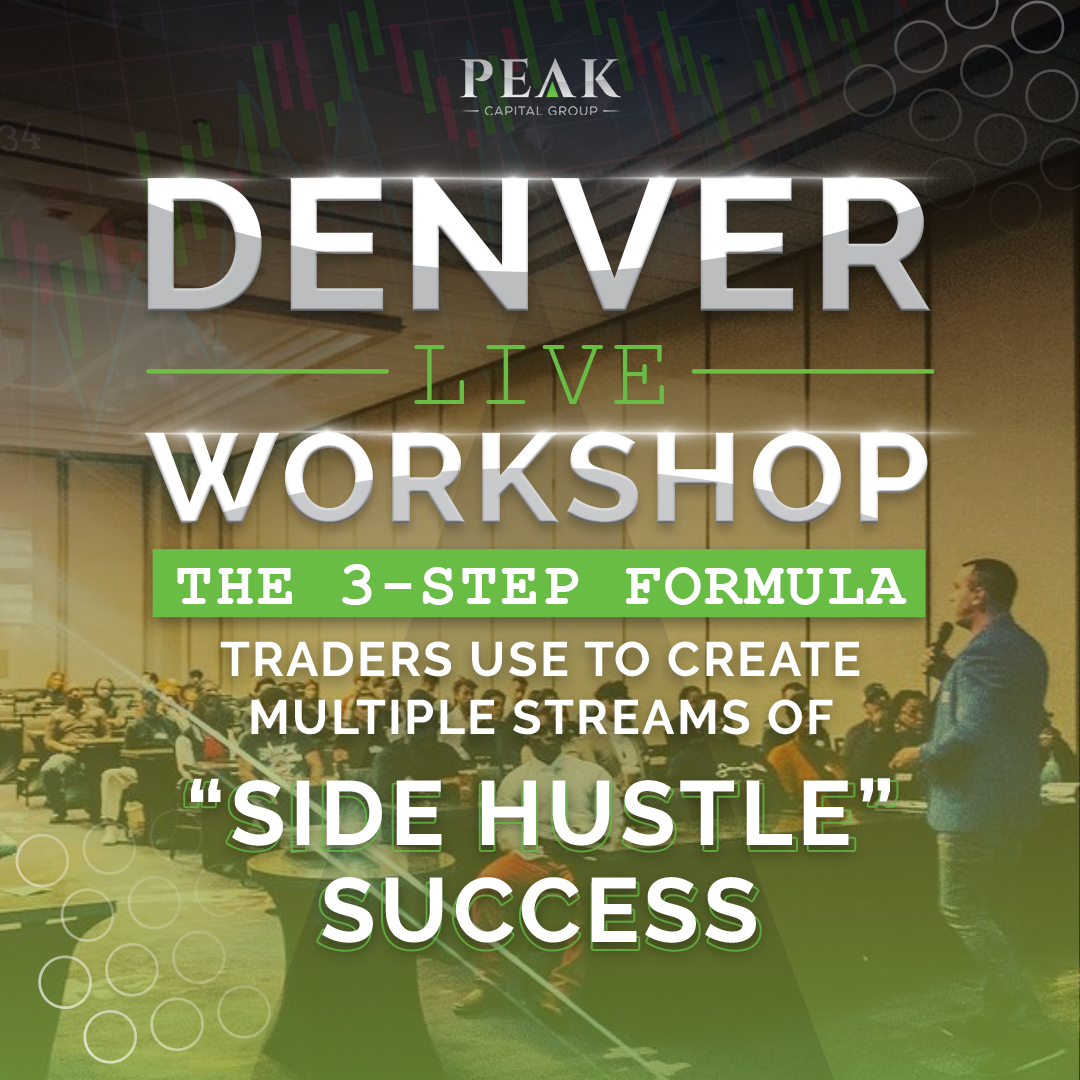 PEAK
CAPITAL GROUP
34
DENVER
LIVE
WORKSHOP
THE 3-STEP FORMULA
TRADERS USE TO CREATE
MULTIPLE STREAMS OF
“SIDE HUSTLE”
SUCCESS